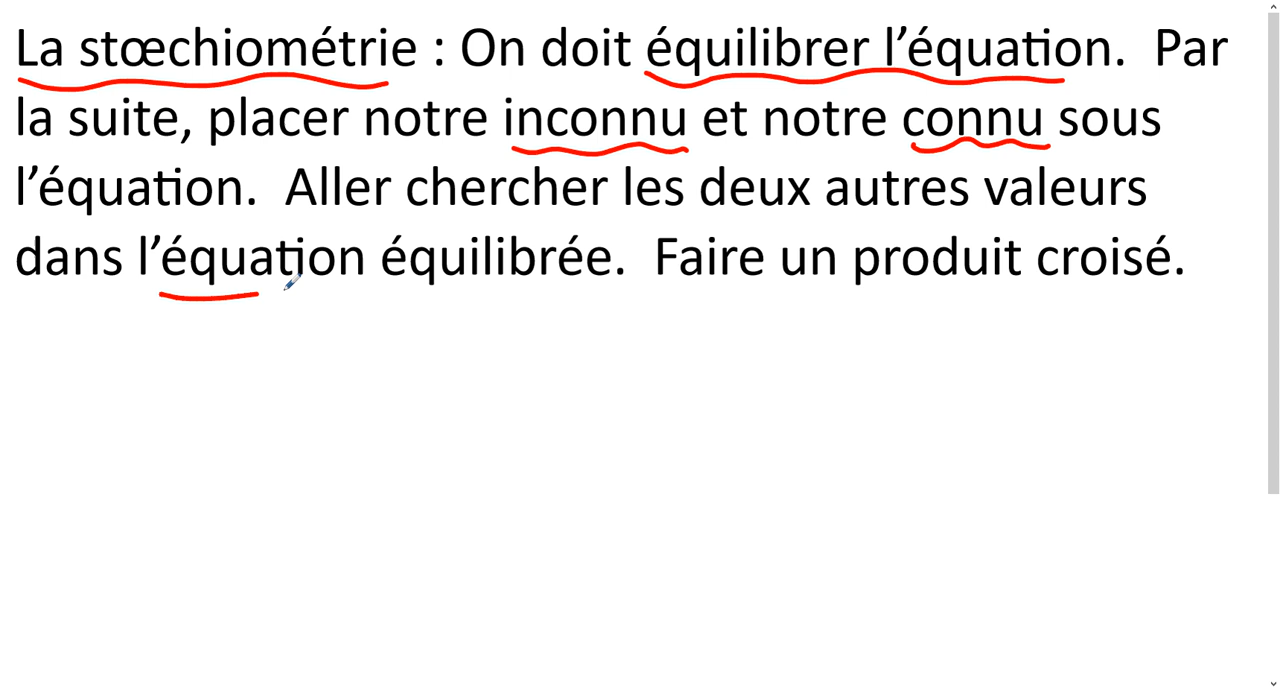 La stœchiométrie : On doit équilibrer l’équation.  Par
la suite, placer notre inconnu et notre connu sous
l’équation.  Aller chercher les deux autres valeurs
dans l’équation équilibrée.  Faire un produit croisé.